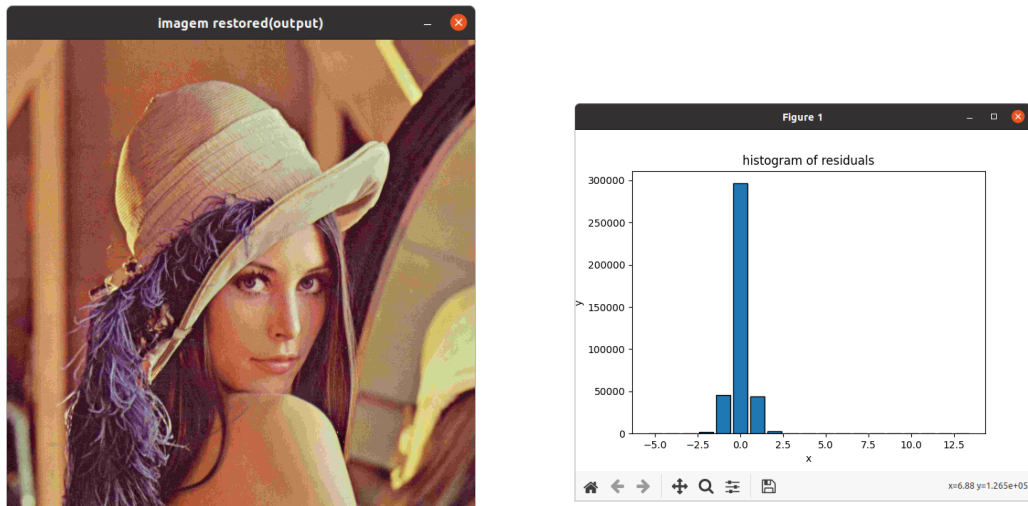 imagem restored(output)
Figure 1
histogram of residuals
300000
250000
200000
150000
100000
50000
0
y
−5.0 −2.5 0.0 2.5 5.0 7.5 10.0 12.5
x
x=6.88 y=1.265e+05